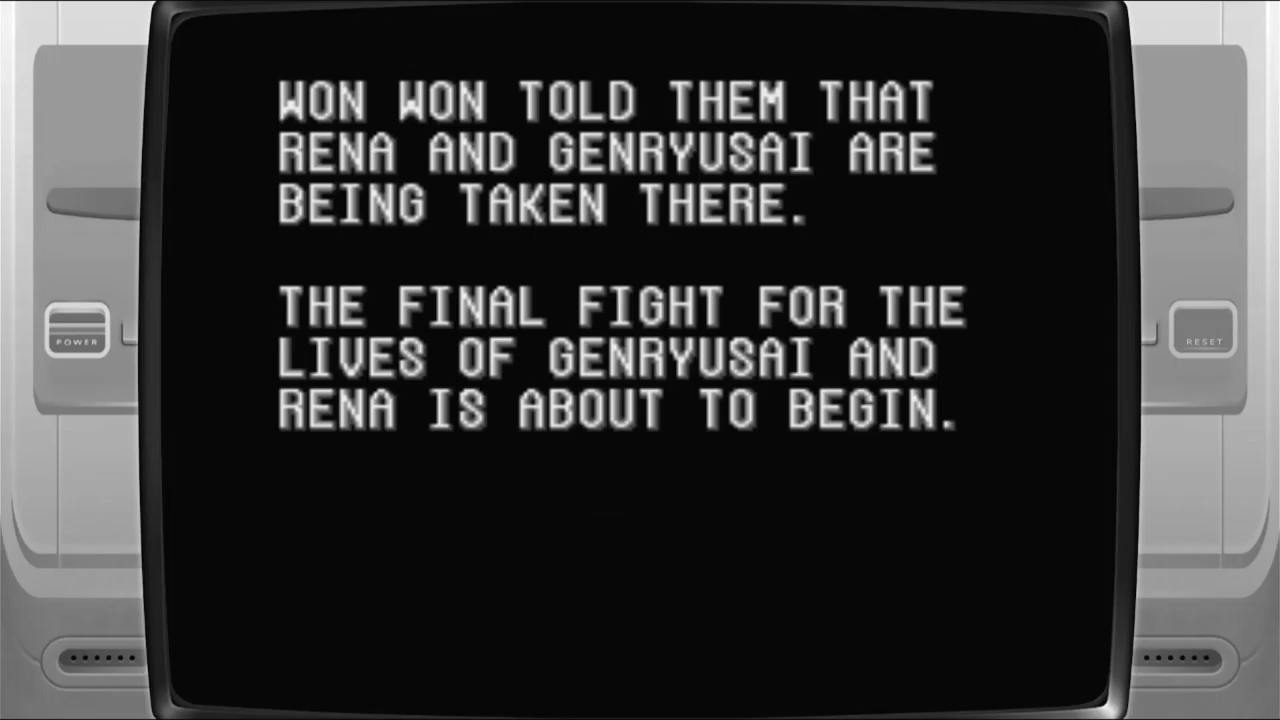 WON WON TOLD THEM THAT
RENA AND GENRYUSAI ARE
BEING TAKEN THERE.
THE FINAL FIGHT FOR THE
LIVES OF GENRYUSAI AND
RENA IS ABOUT TO BEGIN.
POWER
RESET